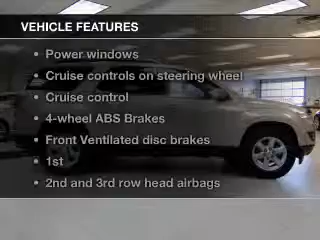 VEHICLE FEATURES
• Power windows
• Cruise controls on steering wheel
• Cruise control
• 4-wheel ABS Brakes
• Front Ventilated disc brakes
• 1st
• 2nd and 3rd row head airbags